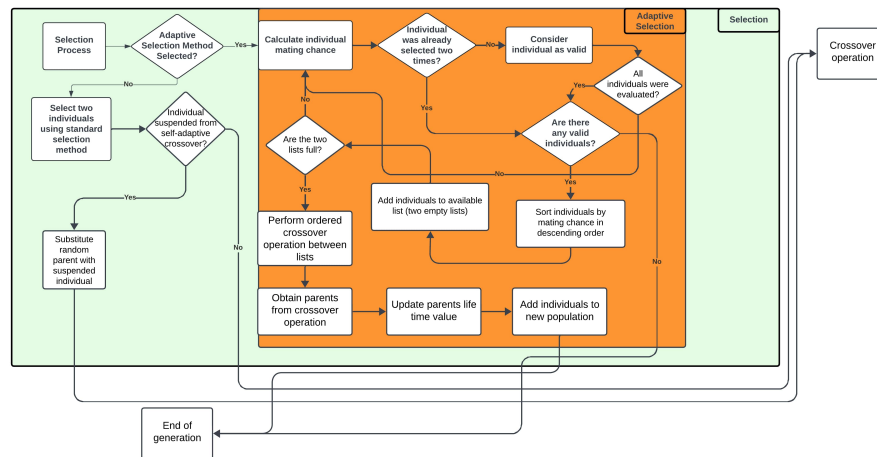 Selection
Process
Adaptive
Selection Method
Selected?
Yes
Calculate individual
mating chance
Individual
was already
selected two
times?
No
Consider
individual as valid
Adaptive
Selection
Selection
Crossover
operation
No
All
individuals were
evaluated?
Yes
Select two
individuals
using standard
selection
method
Individual
suspended from
self-adaptive
crossover?
No
Yes
Are there
any valid
individuals?
Are the two
lists full?
No
Yes
Yes
Yes
Add individuals to available
list (two empty lists)
Sort individuals by
mating chance in
descending order
Perform ordered
crossover
operation between
lists
Substitute
random
parent with
suspended
individual
No
No
Obtain parents
from crossover
operation
Update parents life
time value
Add individuals to
new population
End of
generation